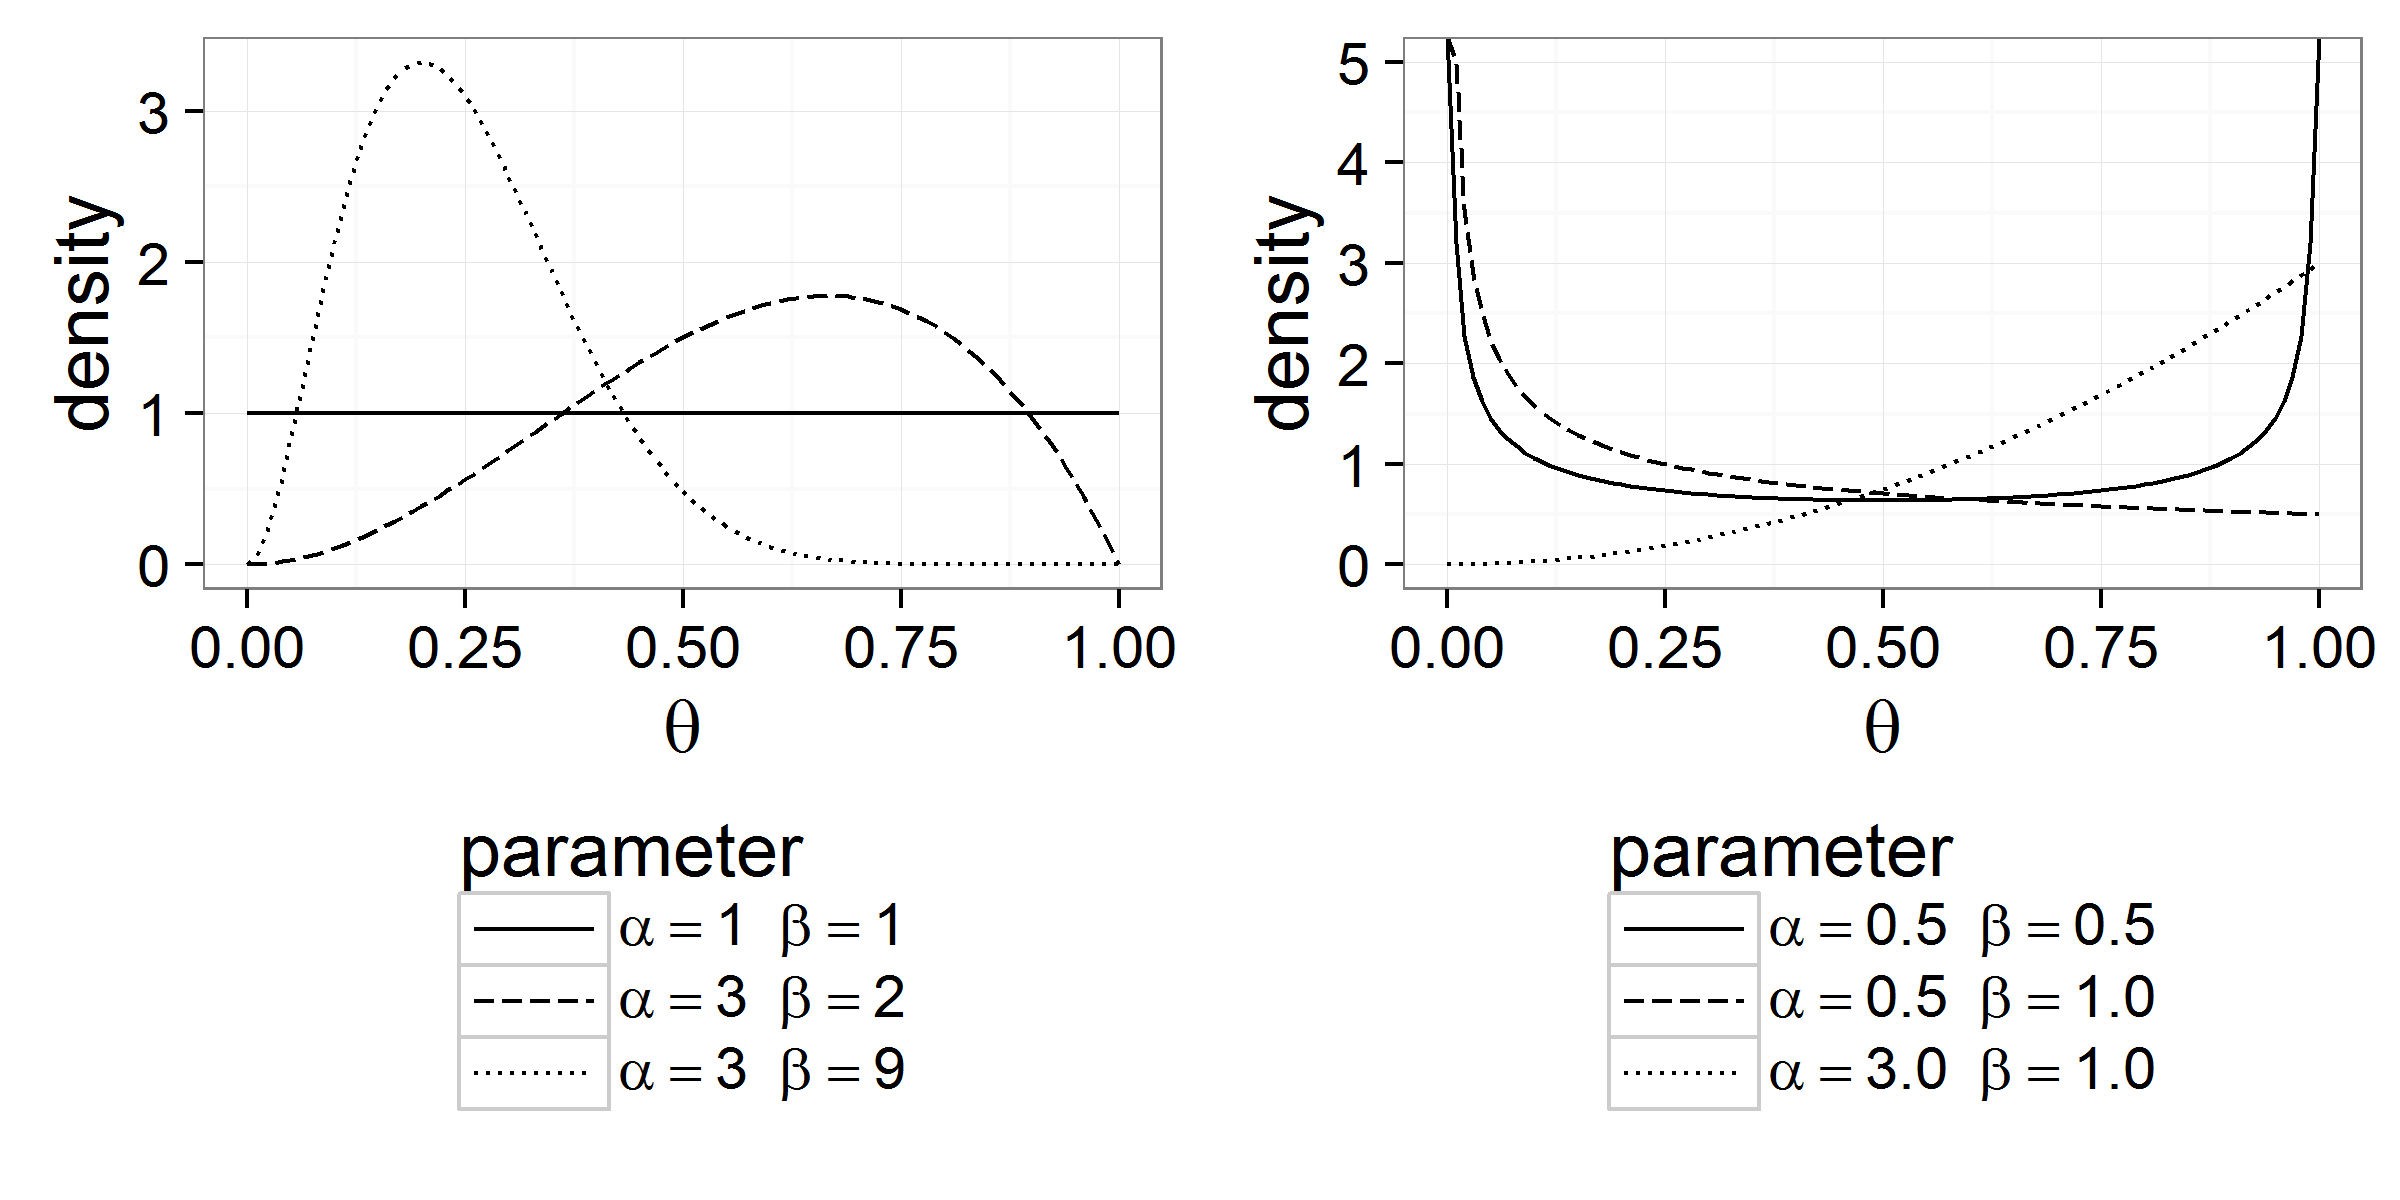 density
3
2
1
0
0.00 0.25 0.50 0.75 1.00
θ
parameter
α = 1 β = 1
α = 3 β = 2
α = 3 β = 9
density
5
4
3
2
1
0
0.00 0.25 0.50 0.75 1.00
θ
parameter
α = 0.5 β = 0.5
α = 0.5 β = 1.0
α = 3.0 β = 1.0